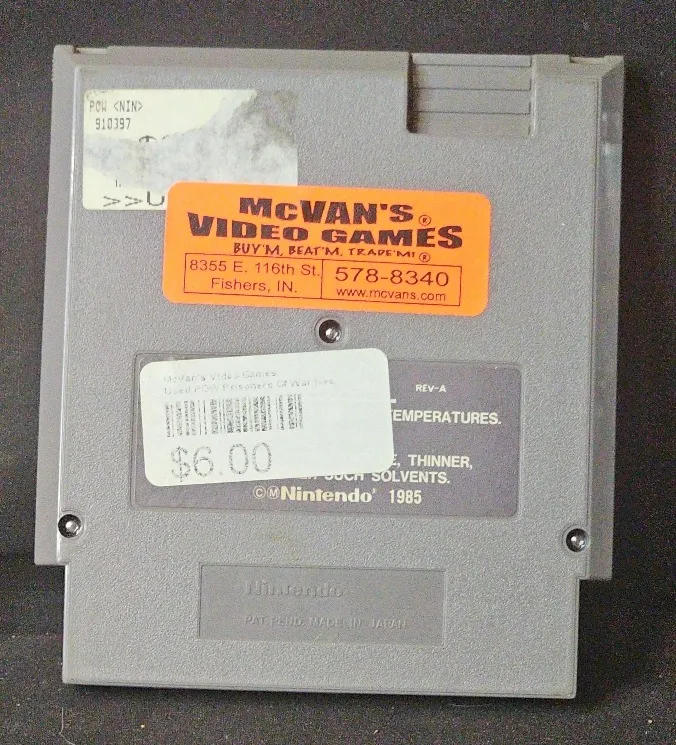 POW <NIN>
910397
>>U
McVAN'S®
VIDEO GAMES
BUY'M, BEAT'M, TRADE'M! ®
8355 E. 116th St.
Fishers, IN.
578-8340
www.mcvans.com
McVan's Video Games
Used POW Prisoners Of War
$6.00
REV-A
TEMPERATURES.
, THINNER,
SUCH SOLVENTS.
©Ⓜ Nintendo® 1985
Nintendo
PAT. PEND. MADE IN JAPAN